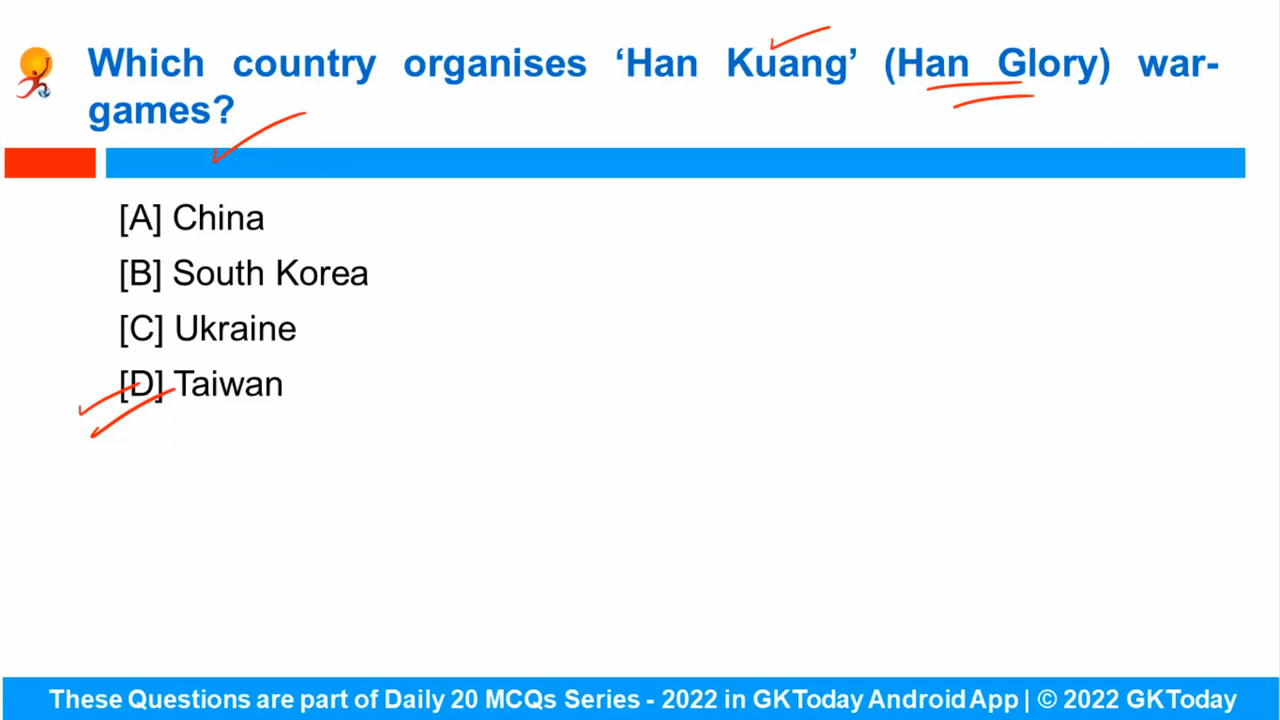 Which country organises ‘Han Kuang’ (Han Glory) war-
games?
[A] China
[B] South Korea
[C] Ukraine
[D] Taiwan
These Questions are part of Daily 20 MCQs Series - 2022 in GKToday Android App | © 2022 GKToday